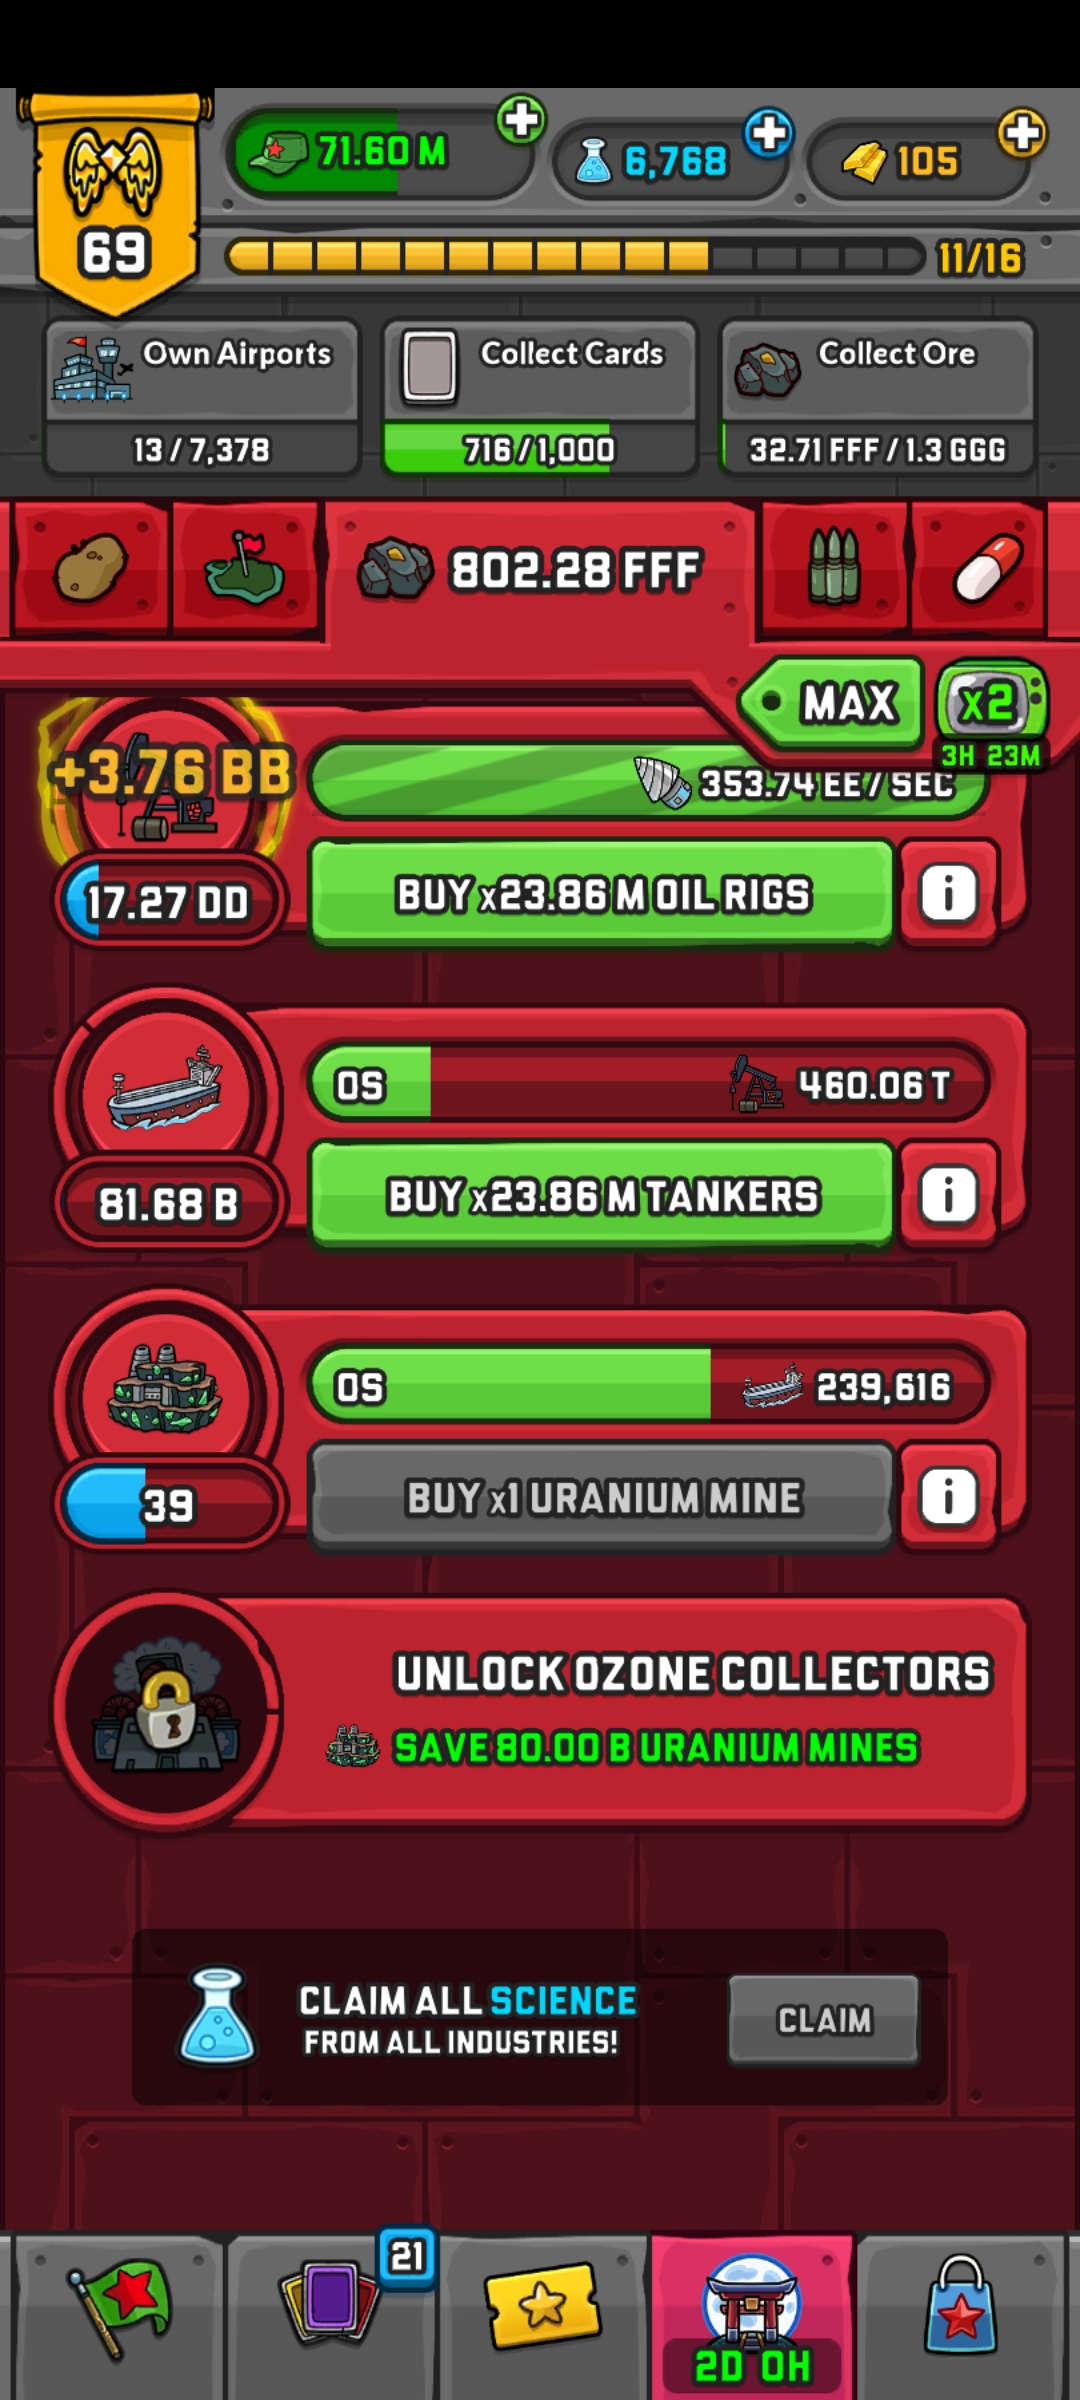 71.60 M
6,768
105
69
11/16
Own Airports
13 / 7,378
Collect Cards
716 / 1,000
Collect Ore
32.71 FFF / 1.3 GGG
802.28 FFF
MAX
x2
3H 23M
+3.76 BB
353.74 EE / SEC
17.27 DD
BUY x23.86 M OIL RIGS
i
0S
460.06 T
81.68 B
BUY x23.86 M TANKERS
i
0S
239,616
39
BUY x1 URANIUM MINE
i
UNLOCK OZONE COLLECTORS
SAVE 80.00 B URANIUM MINES
CLAIM ALL SCIENCE
FROM ALL INDUSTRIES!
CLAIM
21
2D 0H